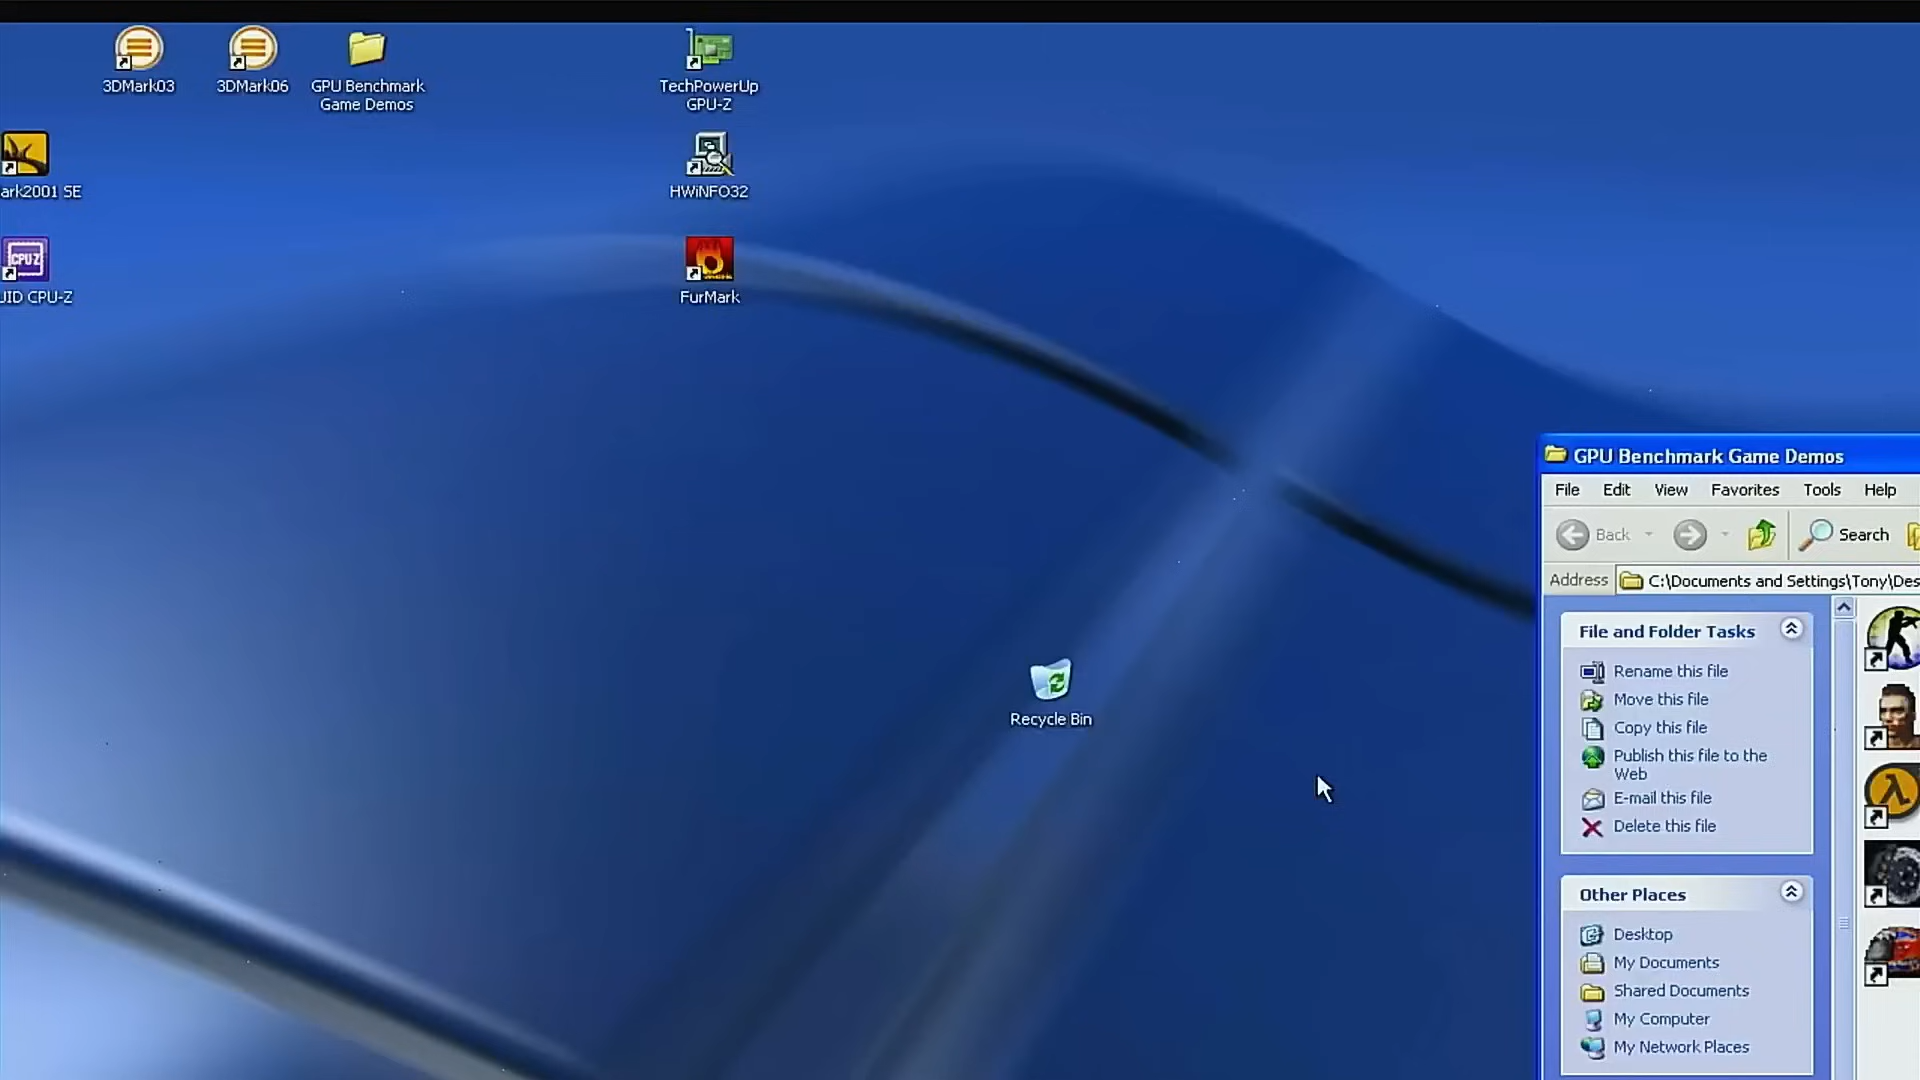 3DMark03
3DMark06
GPU Benchmark
Game Demos
TechPowerUp
GPU-Z
ark2001 SE
HWiNFO32
CPU-Z
JID CPU-Z
FurMark
Recycle Bin
GPU Benchmark Game Demos
File Edit View Favorites Tools Help
Back Search
Address C:\Documents and Settings\Tony\Des
File and Folder Tasks
Rename this file
Move this file
Copy this file
Publish this file to the
Web
E-mail this file
Delete this file
Other Places
Desktop
My Documents
Shared Documents
My Computer
My Network Places